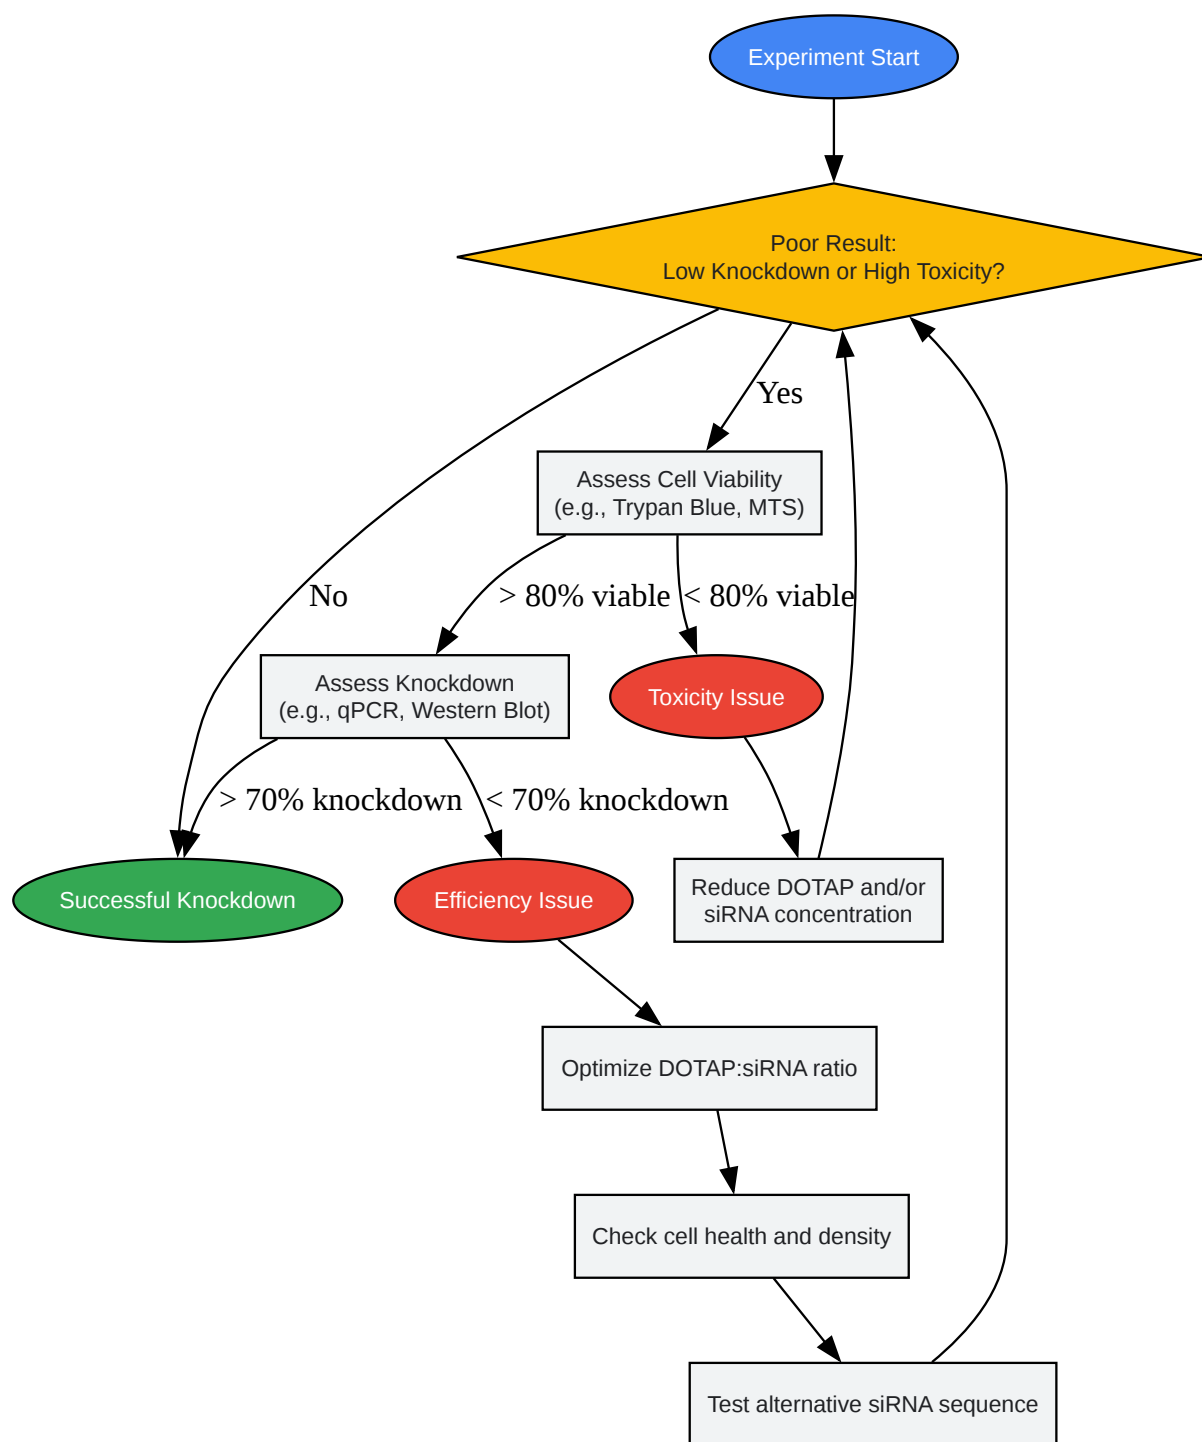 Experiment Start
Poor Result:
Low Knockdown or High Toxicity?
Yes
Assess Cell Viability
(e.g., Trypan Blue, MTS)
No
> 80% viable
< 80% viable
Assess Knockdown
(e.g., qPCR, Western Blot)
Toxicity Issue
> 70% knockdown
< 70% knockdown
Successful Knockdown
Efficiency Issue
Reduce DOTAP and/or
siRNA concentration
Optimize DOTAP:siRNA ratio
Check cell health and density
Test alternative siRNA sequence